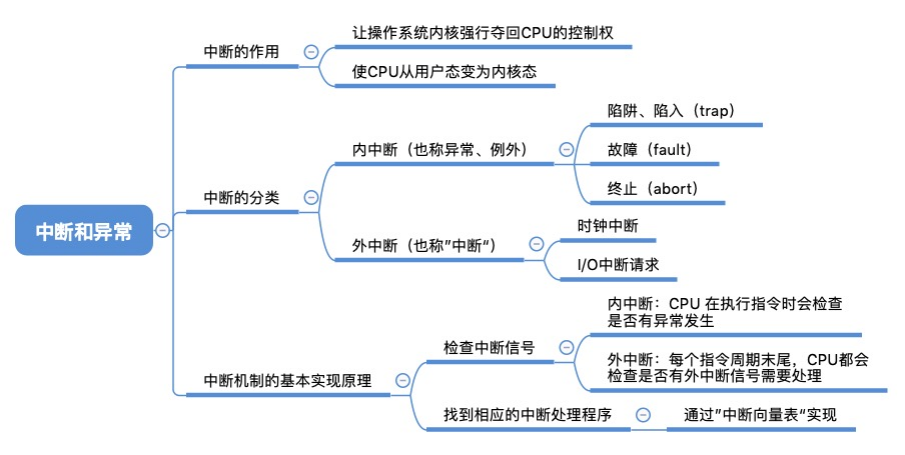 中断和异常
中断的作用
让操作系统内核强行夺回CPU的控制权
使CPU从用户态变为内核态
中断的分类
内中断（也称异常、例外）
陷阱、陷入（trap）
故障（fault）
终止（abort）
外中断（也称”中断“）
时钟中断
I/O中断请求
中断机制的基本实现原理
检查中断信号
内中断：CPU 在执行指令时会检查
是否有异常发生
外中断：每个指令周期末尾，CPU都会
检查是否有外中断信号需要处理
找到相应的中断处理程序
通过”中断向量表“实现